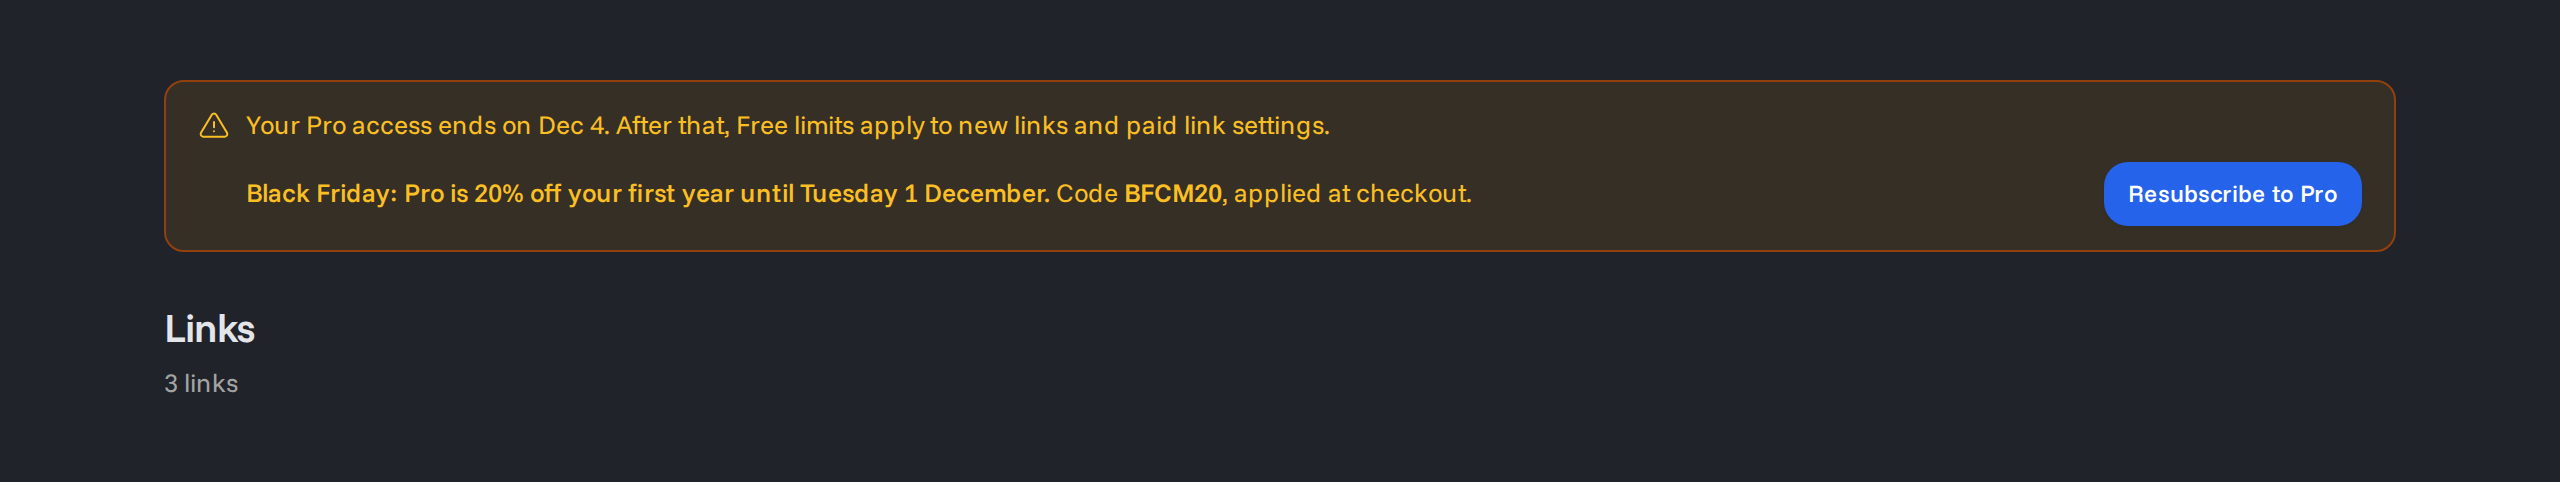 Your Pro access ends on Dec 4. After that, Free limits apply to new links and paid link settings.
Black Friday: Pro is 20% off your first year until Tuesday 1 December. Code BFCM20, applied at checkout.
Resubscribe to Pro
Links
3 links